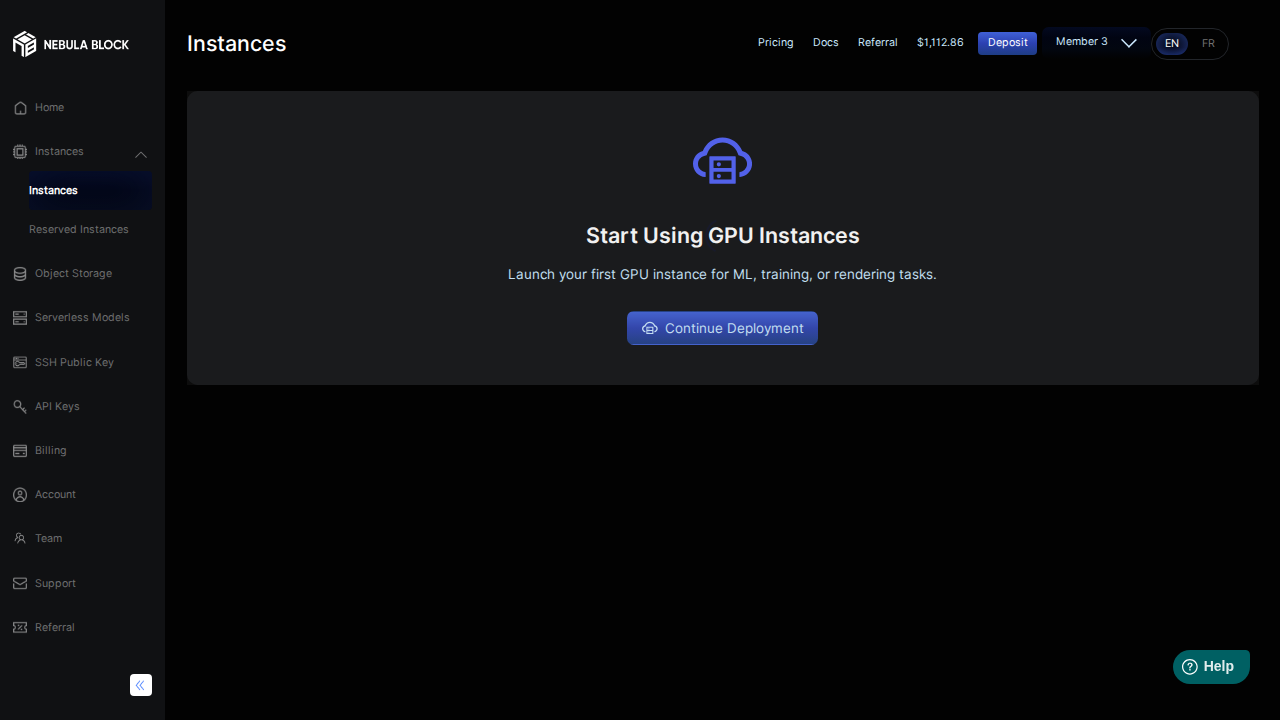 NEBULA BLOCK
Home
Instances
Instances
Reserved Instances
Object Storage
Serverless Models
SSH Public Key
API Keys
Billing
Account
Team
Support
Referral
Instances
Pricing
Docs
Referral
$1,112.86
Deposit
Member 3
EN
FR
Start Using GPU Instances
Launch your first GPU instance for ML, training, or rendering tasks.
Continue Deployment
Help